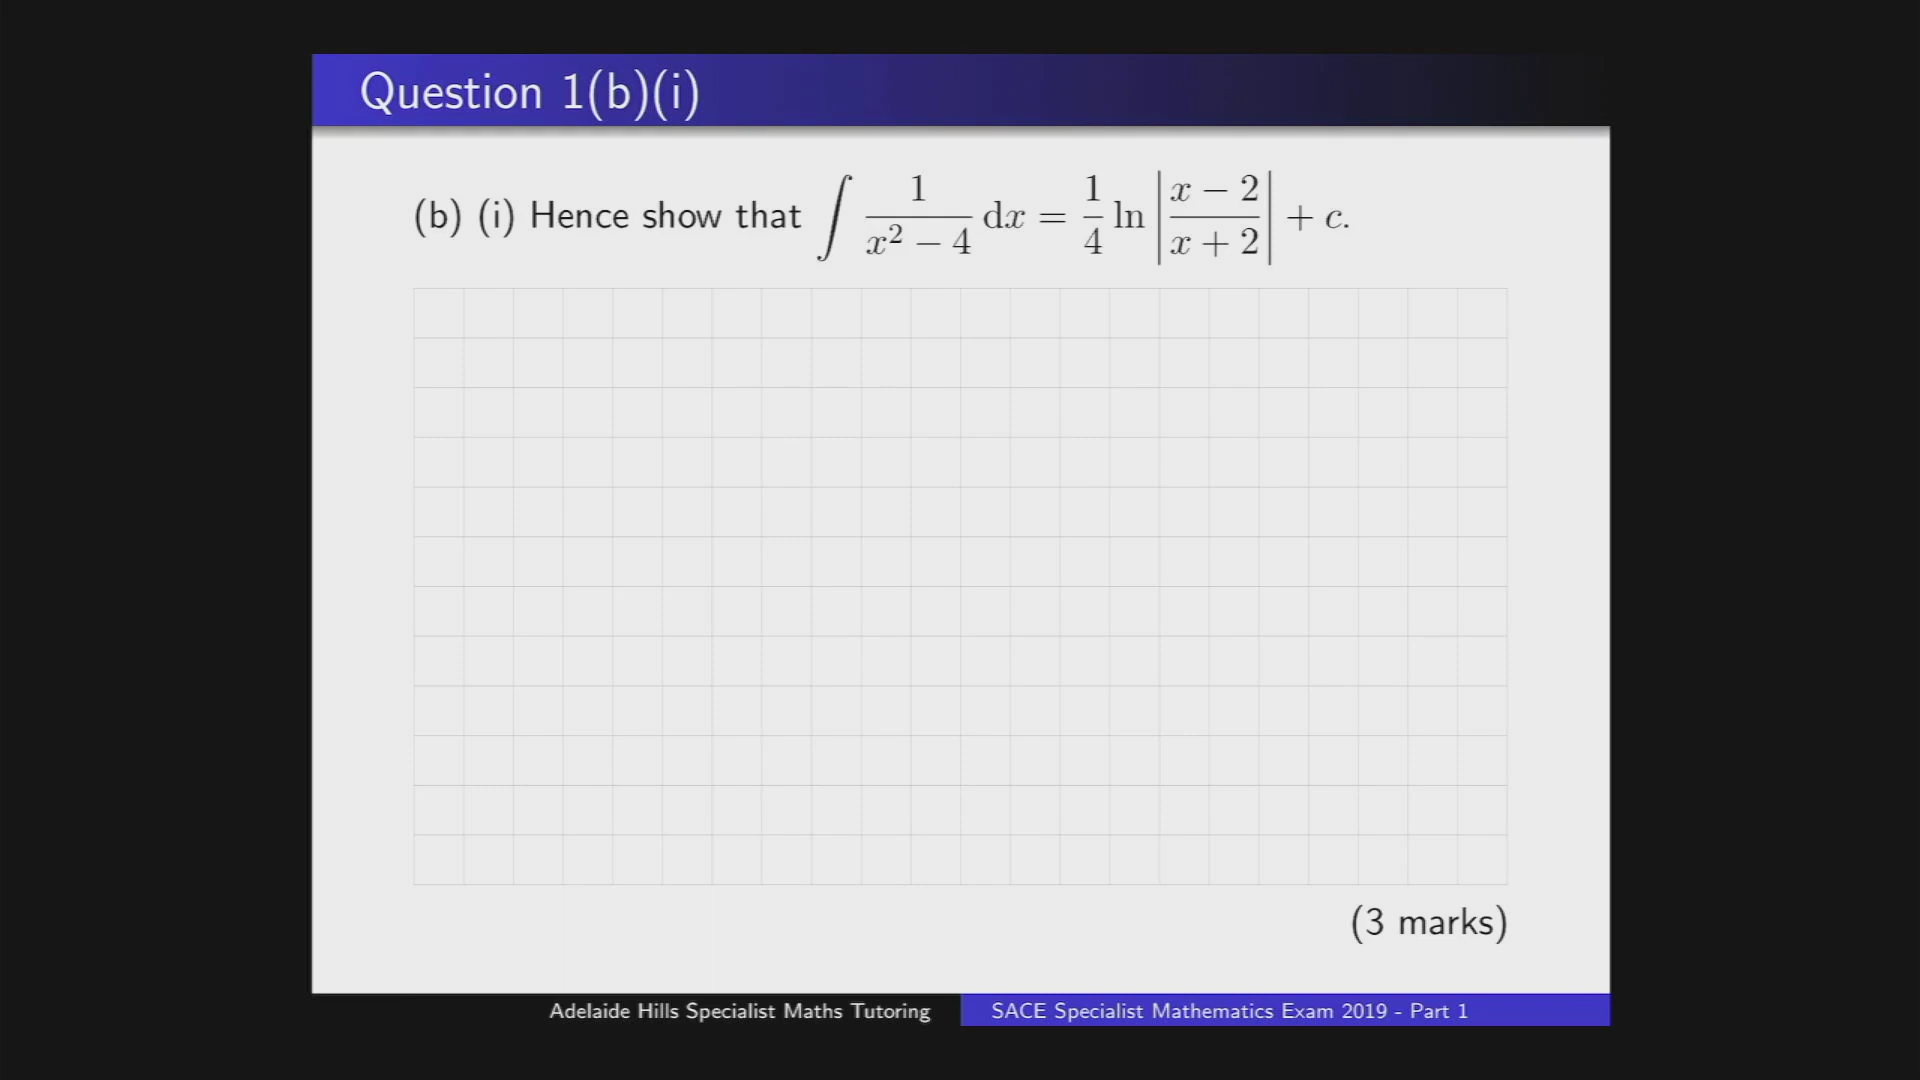 Question 1(b)(i)
(b) (i) Hence show that ∫ 1/(x² − 4) dx = 1/4 ln |(x − 2)/(x + 2)| + c.
(3 marks)
Adelaide Hills Specialist Maths Tutoring
SACE Specialist Mathematics Exam 2019 - Part 1